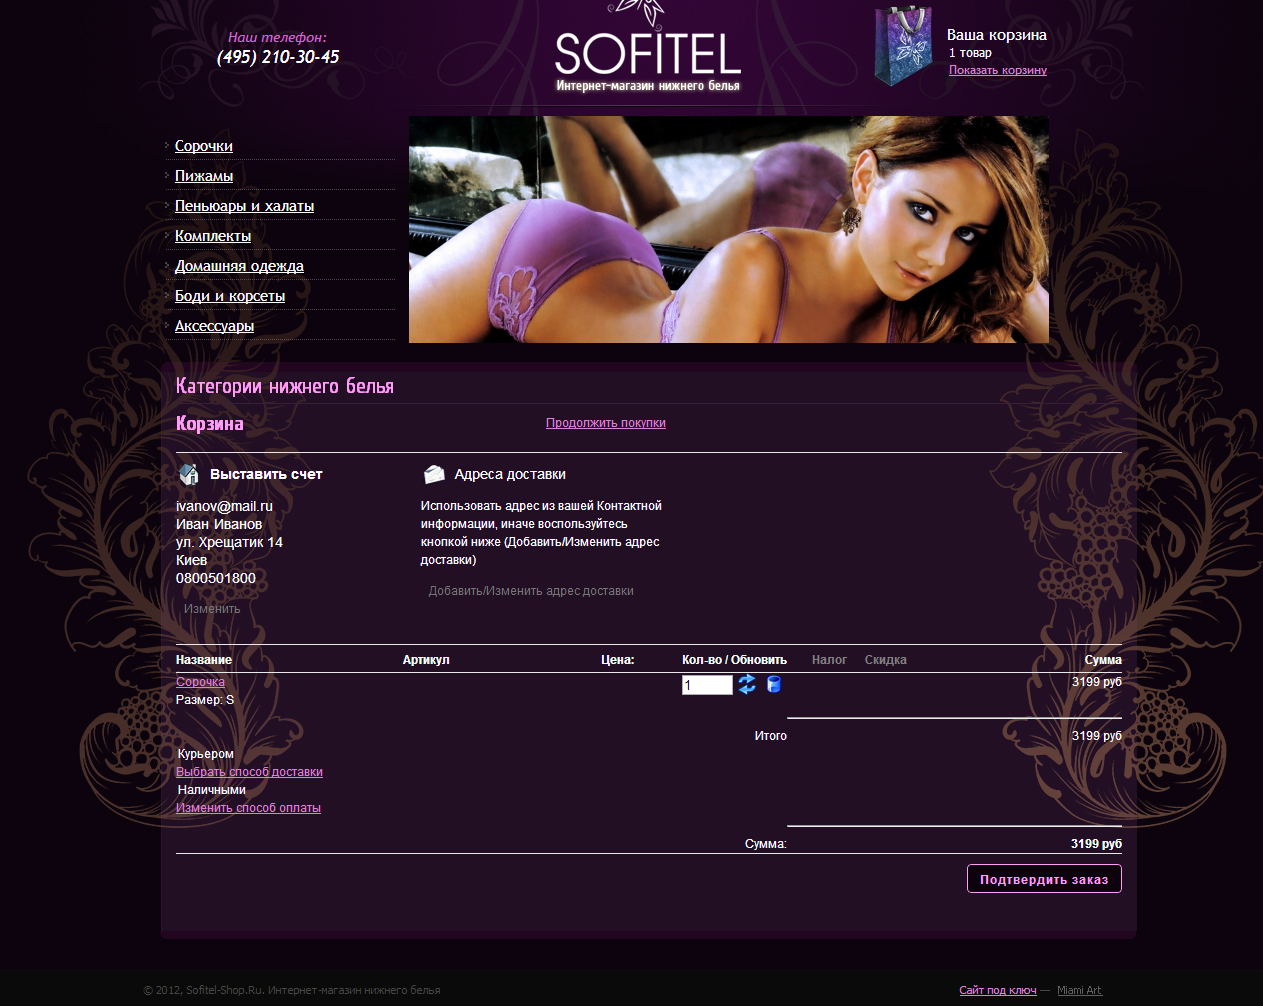 Наш телефон:
(495) 210-30-45
SOFITEL
Интернет-магазин нижнего белья
Ваша корзина
1 товар
Показать корзину
Сорочки
Пижамы
Пеньюары и халаты
Комплекты
Домашняя одежда
Боди и корсеты
Аксессуары
Категории нижнего белья
Корзина
Продолжить покупки
Выставить счет
ivanov@mail.ru
Иван Иванов
ул. Хрещатик 14
Киев
0800501800
Изменить
Адреса доставки
Использовать адрес из вашей Контактной
информации, иначе воспользуйтесь
кнопкой ниже (Добавить/Изменить адрес
доставки)
Добавить/Изменить адрес доставки
Название Артикул Цена: Кол-во / Обновить Налог Скидка Сумма
Сорочка 1 3199 руб
Размер: S
Итого 3199 руб
Курьером
Выбрать способ доставки
Наличными
Изменить способ оплаты
Сумма: 3199 руб
Подтвердить заказ
© 2012, Sofitel-Shop.Ru. Интернет-магазин нижнего белья
Сайт под ключ — Miami Art